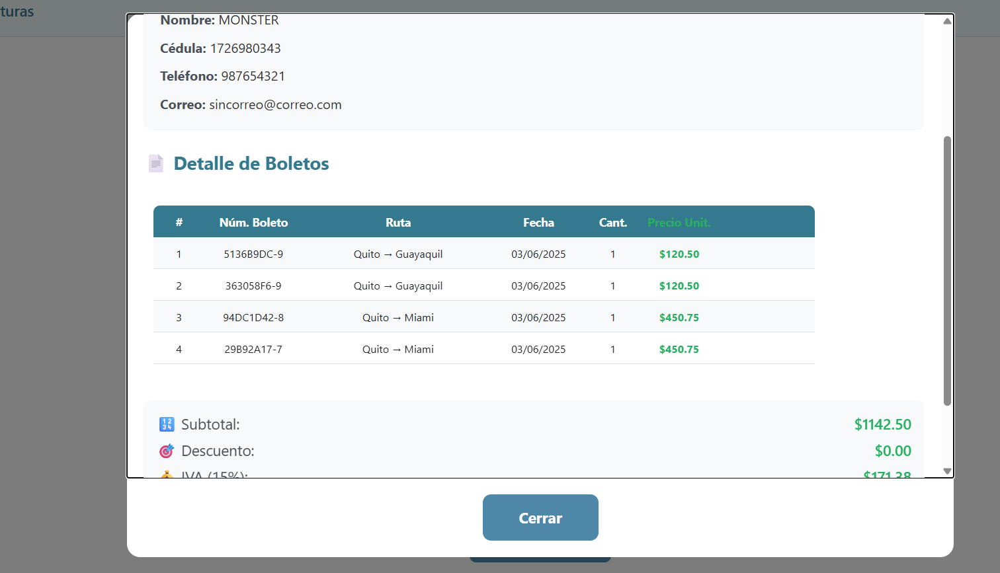 turas
Nombre: MONSTER
Cédula: 1726980343
Teléfono: 987654321
Correo: sincorreo@correo.com
Detalle de Boletos
# Núm. Boleto Ruta Fecha Cant. Precio Unit.
1 5136B9DC-9 Quito → Guayaquil 03/06/2025 1 $120.50
2 363058F6-9 Quito → Guayaquil 03/06/2025 1 $120.50
3 94DC1D42-8 Quito → Miami 03/06/2025 1 $450.75
4 29B92A17-7 Quito → Miami 03/06/2025 1 $450.75
Subtotal: $1142.50
Descuento: $0.00
IVA (15%): $171.38
Cerrar